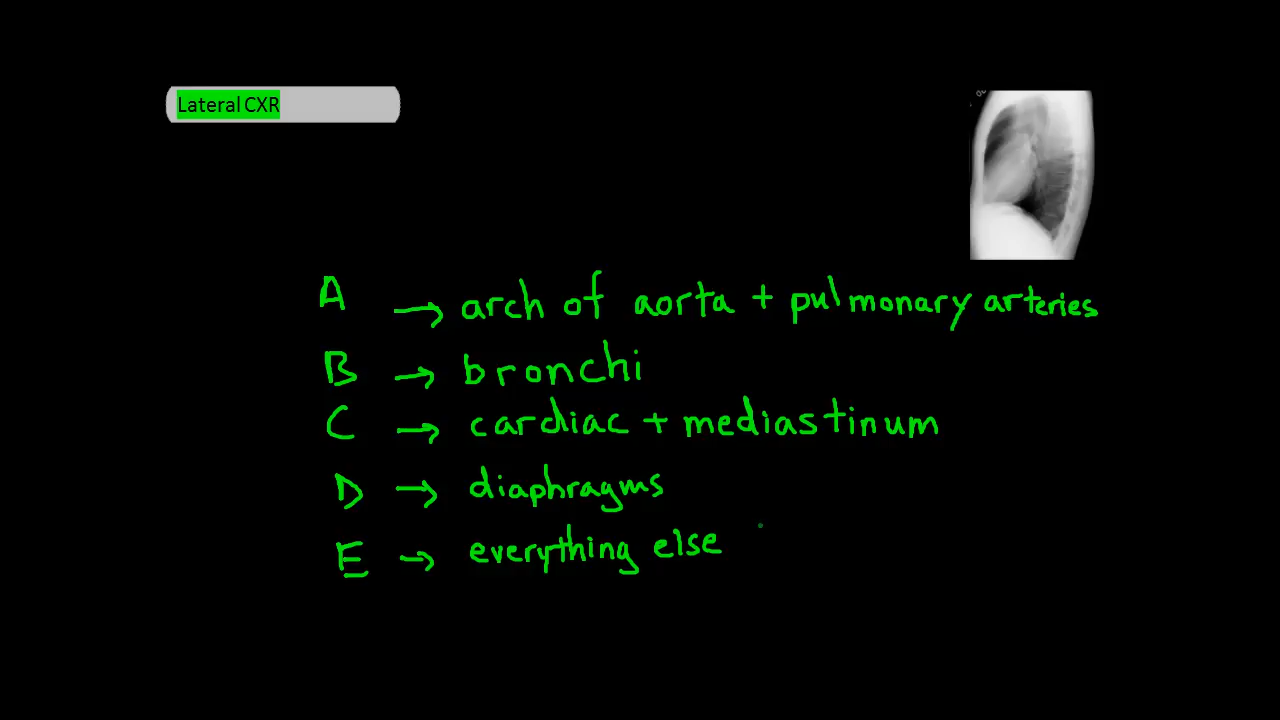 Lateral CXR
A → arch of aorta + pulmonary arteries
B → bronchi
C → cardiac + mediastinum
D → diaphragms
E → everything else